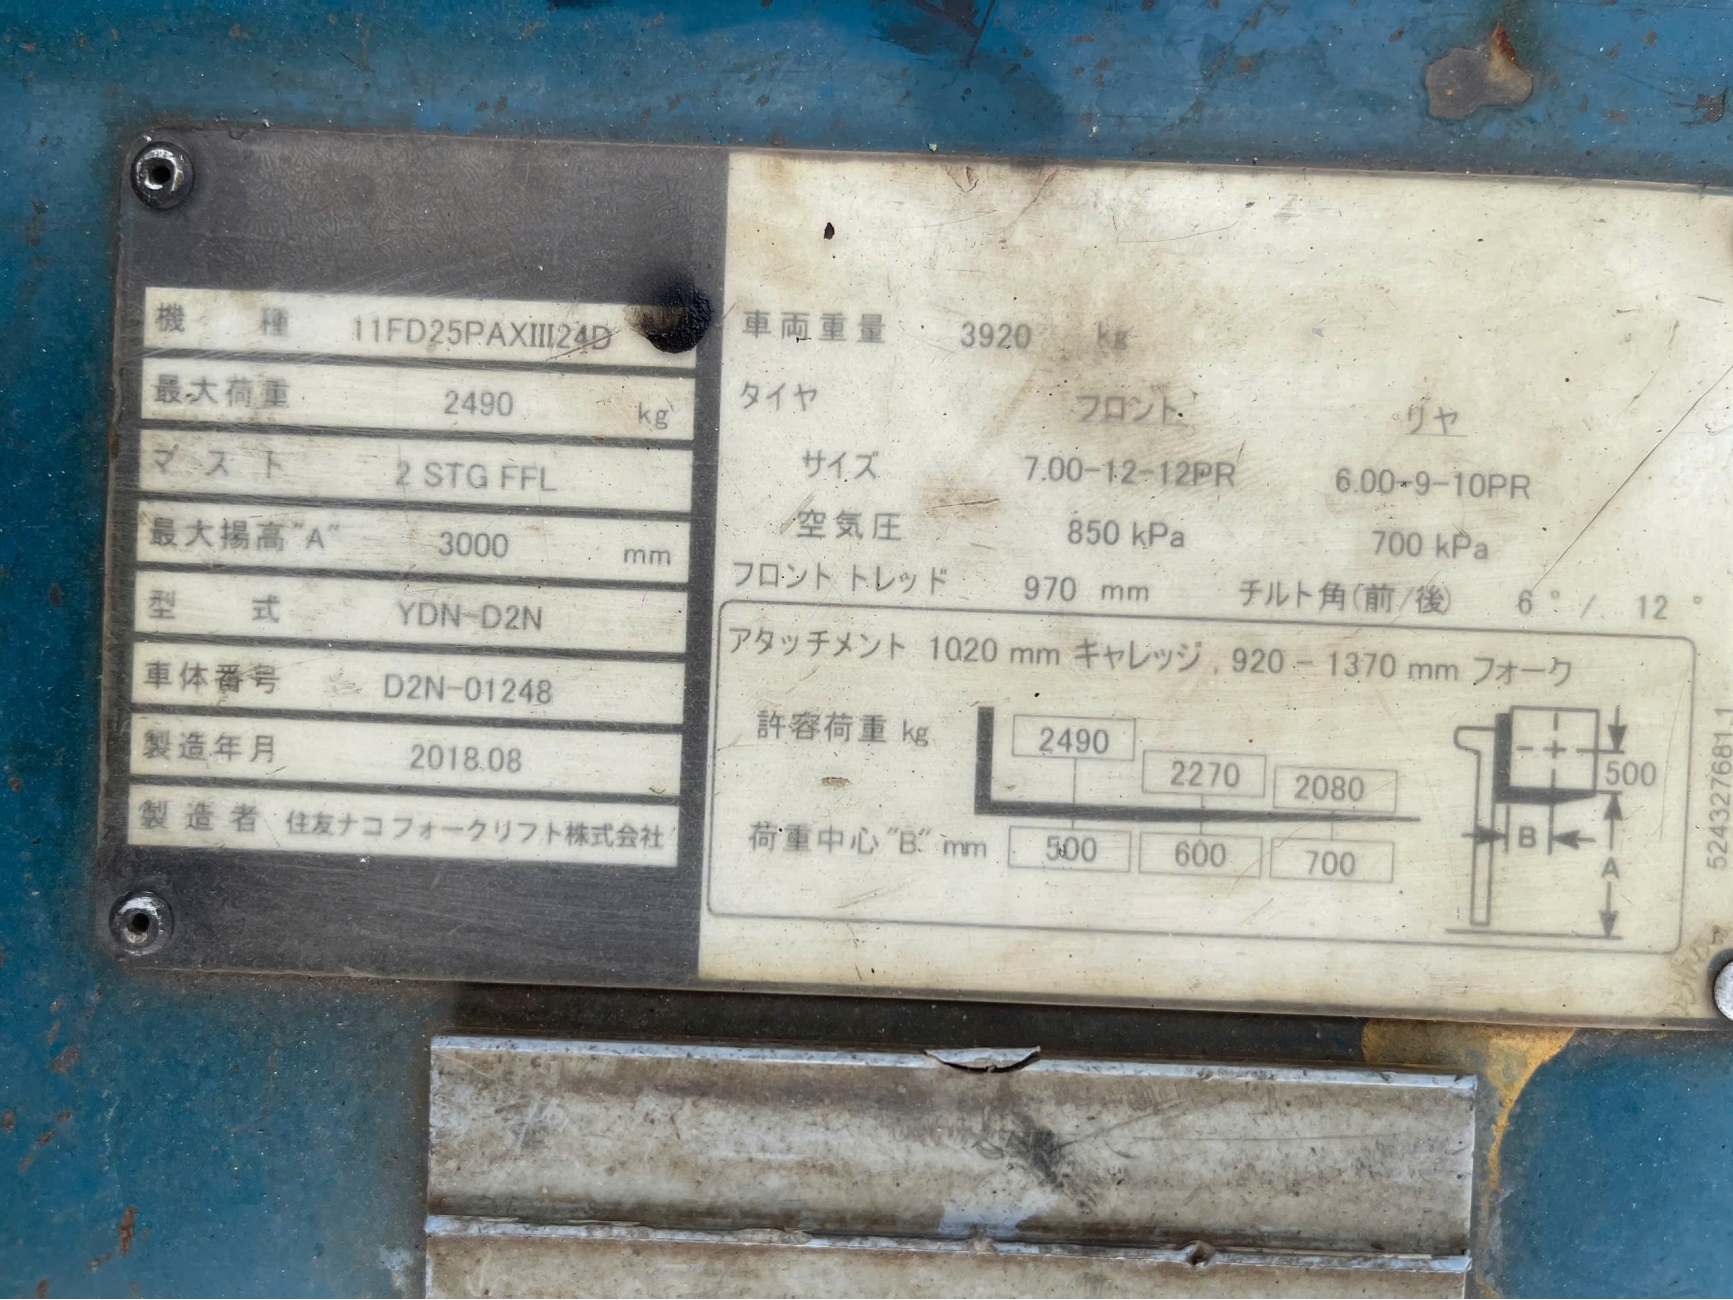 機種 11FD25PAXIII24D
最大荷重 2490 kg
マスト 2 STG FFL
最大揚高"A" 3000 mm
型式 YDN-D2N
車体番号 D2N-01248
製造年月 2018.08
製造者 住友ナコフォークリフト株式会社
車両重量 3920 kg
タイヤ フロント リヤ
サイズ 7.00-12-12PR 6.00-9-10PR
空気圧 850 kPa 700 kPa
フロントトレッド 970 mm チルト角(前/後) 6° / 12°
アタッチメント 1020 mm キャレッジ, 920 - 1370 mm フォーク
許容荷重 kg 2490 2270 2080
荷重中心"B" mm 500 600 700
500
B
A
5243276811